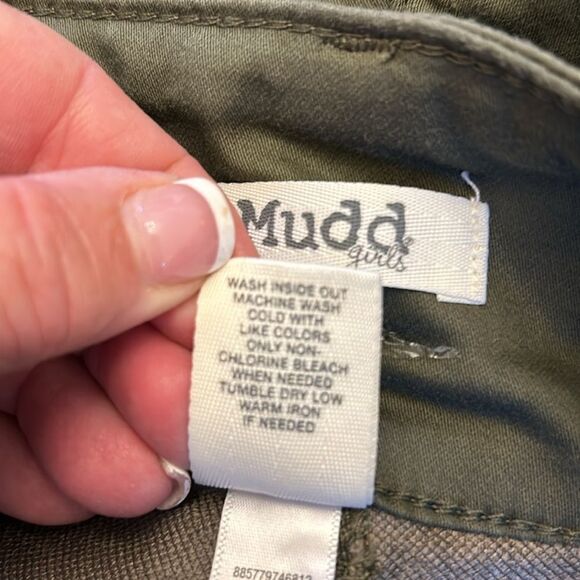 Mudd
girls
WASH INSIDE OUT
MACHINE WASH
COLD WITH
LIKE COLORS
ONLY NON-
CHLORINE BLEACH
WHEN NEEDED
TUMBLE DRY LOW
WARM IRON
IF NEEDED